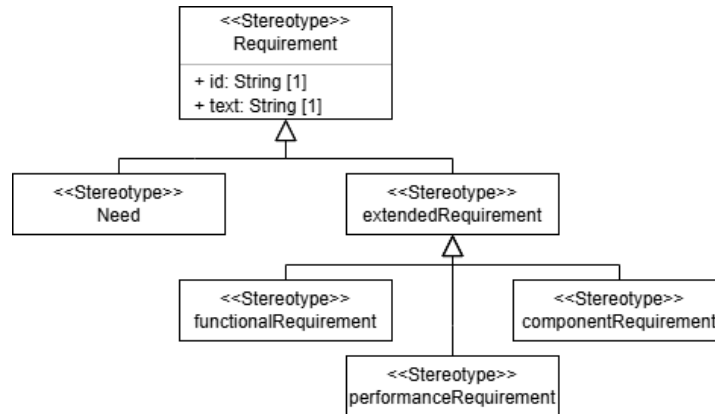 <<Stereotype>>
Requirement
+ id: String [1]
+ text: String [1]
<<Stereotype>>
Need
<<Stereotype>>
extendedRequirement
<<Stereotype>>
functionalRequirement
<<Stereotype>>
componentRequirement
<<Stereotype>>
performanceRequirement